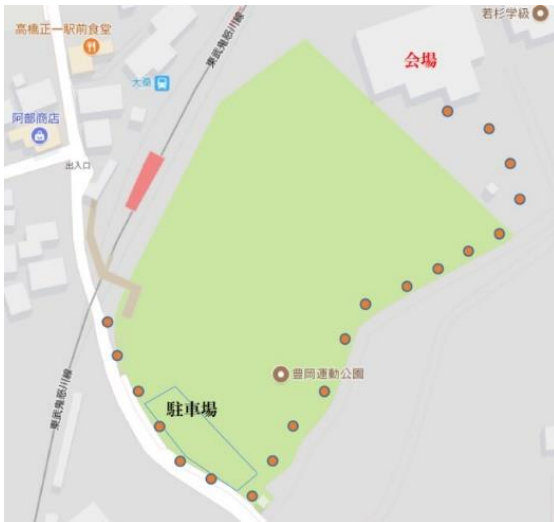 若杉学級
高橋正一駅前食堂
東武鬼怒川線
会場
大桑
阿部商店
出入口
豊岡運動公園
駐車場
東武鬼怒川線